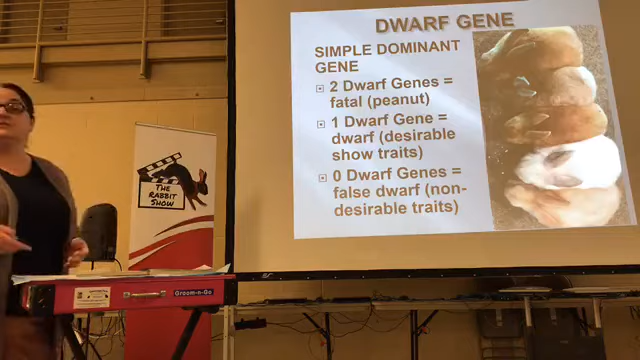 DWARF GENE
SIMPLE DOMINANT
GENE
2 Dwarf Genes =
fatal (peanut)
1 Dwarf Gene =
dwarf (desirable
show traits)
0 Dwarf Genes =
false dwarf (non-
desirable traits)
THE
RABBIT
SHOW
Groom-n-Go